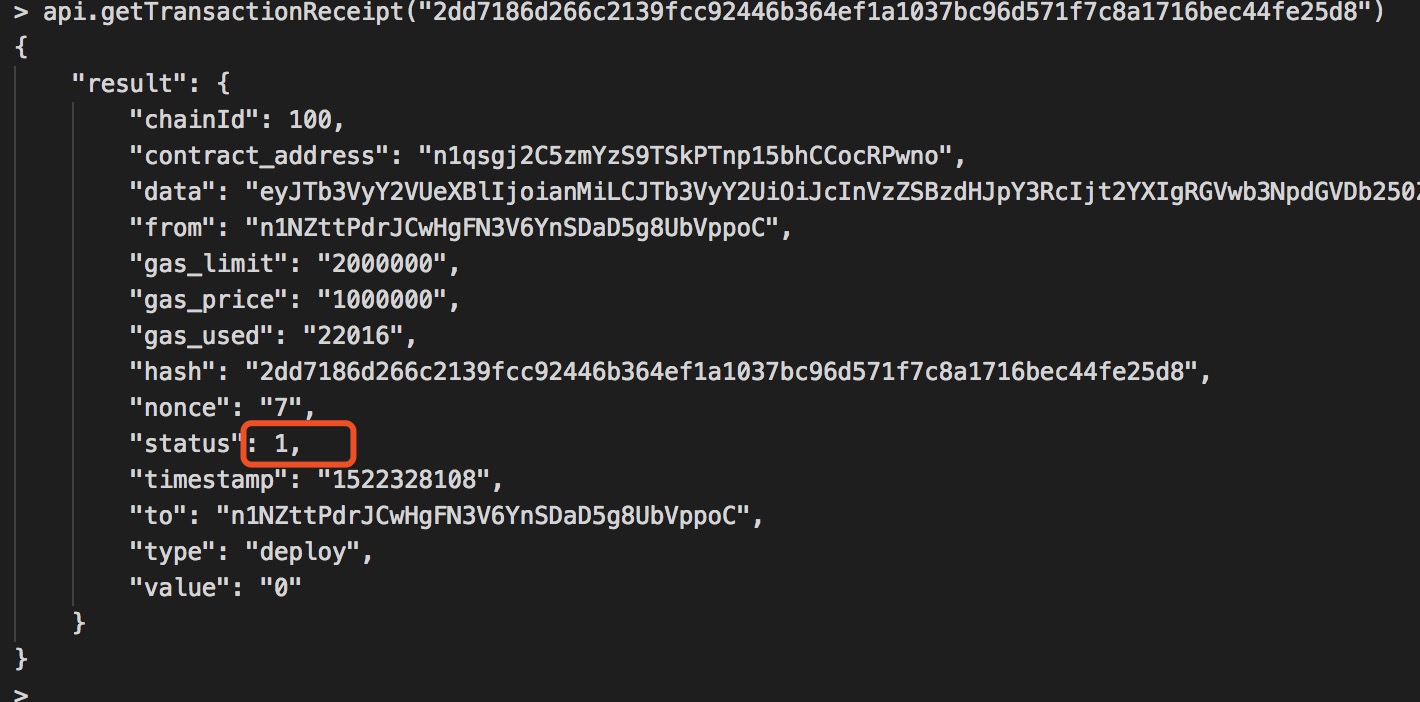 > api.getTransactionReceipt("2dd7186d266c2139fcc92446b364ef1a1037bc96d571f7c8a1716bec44fe25d8")
{
"result": {
"chainId": 100,
"contract_address": "n1qsgj2C5zmYzS9TSkPTnp15bhCCocRPwno",
"data": "eyJTb3VyY2VUeXBlIjoianMiLCJTb3VyY2UiOiJcInVzZSBzdHJpY3RcIjt2YXIgRGVwb3NpdGVDb250Z
"from": "n1NZttPdrJCwHgFN3V6YnSDaD5g8UbVppoC",
"gas_limit": "2000000",
"gas_price": "1000000",
"gas_used": "22016",
"hash": "2dd7186d266c2139fcc92446b364ef1a1037bc96d571f7c8a1716bec44fe25d8",
"nonce": "7",
"status": 1,
"timestamp": "1522328108",
"to": "n1NZttPdrJCwHgFN3V6YnSDaD5g8UbVppoC",
"type": "deploy",
"value": "0"
}
}
>